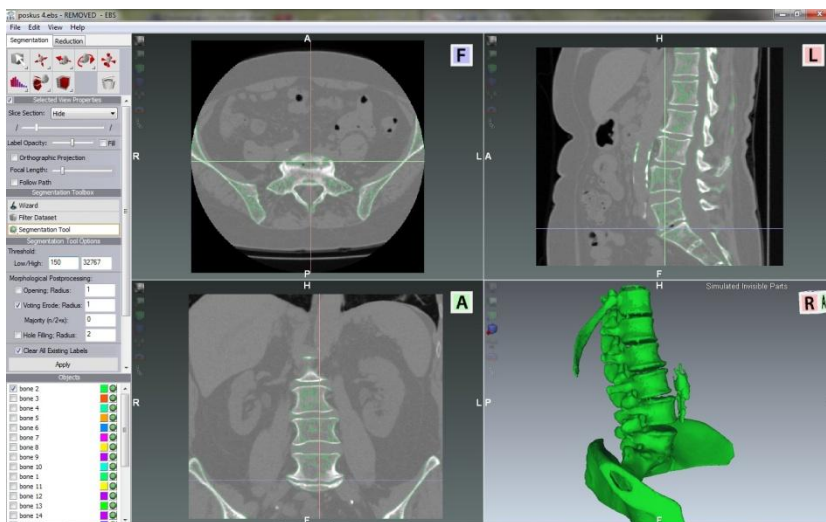 poskus 4.ebs - REMOVED - EBS
File Edit View Help
Segmentation Reduction
Selected View Properties
Slice Section: Hide
/ /
Label Opacity: Fill
Orthographic Projection
Focal Length:
Follow Path
Segmentation Toolbox
Wizard
Filter Dataset
Segmentation Tool
Segmentation Tool Options
Threshold:
Low/High: 150 32767
Morphological Postprocessing:
Opening; Radius: 1
Voting Erode; Radius: 1
Majority (n/2+x): 0
Hole Filling; Radius: 2
Clear All Existing Labels
Apply
Objects
bone 2
bone 3
bone 4
bone 5
bone 6
bone 7
bone 8
bone 9
bone 10
bone 1
bone 11
bone 12
bone 13
bone 14
A
F
R
L
P
H
L
A
F
H
A
R
L
F
H
Simulated Invisible Parts
R
P
F